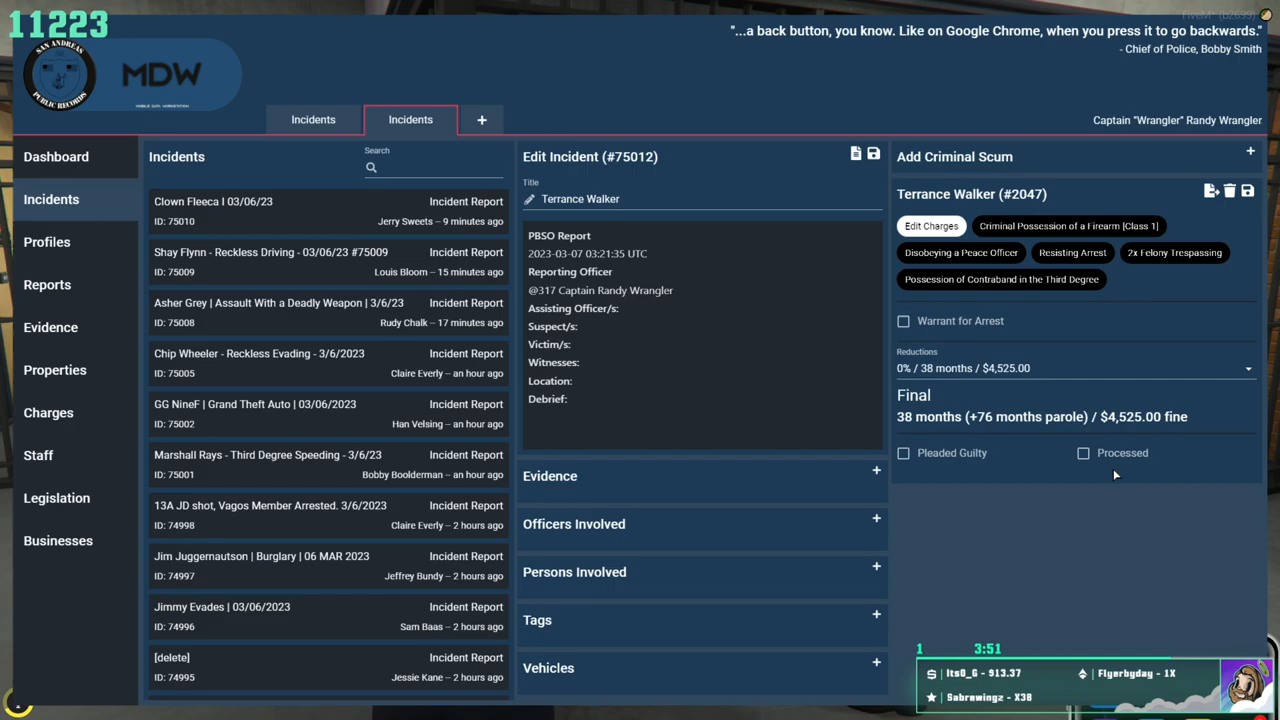 11223
FiveM® (b2699)
SAN ANDREAS
PUBLIC RECORDS
MDW
MOBILE DATA WORKSTATION
"...a back button, you know. Like on Google Chrome, when you press it to go backwards."
- Chief of Police, Bobby Smith
Incidents
Incidents
+
Captain "Wrangler" Randy Wrangler
Dashboard
Incidents
Profiles
Reports
Evidence
Properties
Charges
Staff
Legislation
Businesses
Incidents
Search
Clown Fleeca I 03/06/23 Incident Report
ID: 75010 Jerry Sweets – 9 minutes ago
Shay Flynn - Reckless Driving - 03/06/23 #75009 Incident Report
ID: 75009 Louis Bloom – 15 minutes ago
Asher Grey | Assault With a Deadly Weapon | 3/6/23 Incident Report
ID: 75008 Rudy Chalk – 17 minutes ago
Chip Wheeler - Reckless Evading - 3/6/2023 Incident Report
ID: 75005 Claire Everly – an hour ago
GG NineF | Grand Theft Auto | 03/06/2023 Incident Report
ID: 75002 Han Velsing – an hour ago
Marshall Rays - Third Degree Speeding - 3/6/23 Incident Report
ID: 75001 Bobby Boolderman – an hour ago
13A JD shot, Vagos Member Arrested. 3/6/2023 Incident Report
ID: 74998 Claire Everly – 2 hours ago
Jim Juggernautson | Burglary | 06 MAR 2023 Incident Report
ID: 74997 Jeffrey Bundy – 2 hours ago
Jimmy Evades | 03/06/2023 Incident Report
ID: 74996 Sam Baas – 2 hours ago
[delete] Incident Report
ID: 74995 Jessie Kane – 2 hours ago
Edit Incident (#75012)
Title
Terrance Walker
PBSO Report
2023-03-07 03:21:35 UTC
Reporting Officer
@317 Captain Randy Wrangler
Assisting Officer/s:
Suspect/s:
Victim/s:
Witnesses:
Location:
Debrief:
Evidence +
Officers Involved +
Persons Involved +
Tags +
Vehicles +
Add Criminal Scum +
Terrance Walker (#2047)
Edit Charges Criminal Possession of a Firearm [Class 1]
Disobeying a Peace Officer Resisting Arrest 2x Felony Trespassing
Possession of Contraband in the Third Degree
Warrant for Arrest
Reductions
0% / 38 months / $4,525.00
Final
38 months (+76 months parole) / $4,525.00 fine
Pleaded Guilty Processed
1 3:51
ItsO_G - 913.37 Flyerbyday - 1X
Sabrewingz - X38